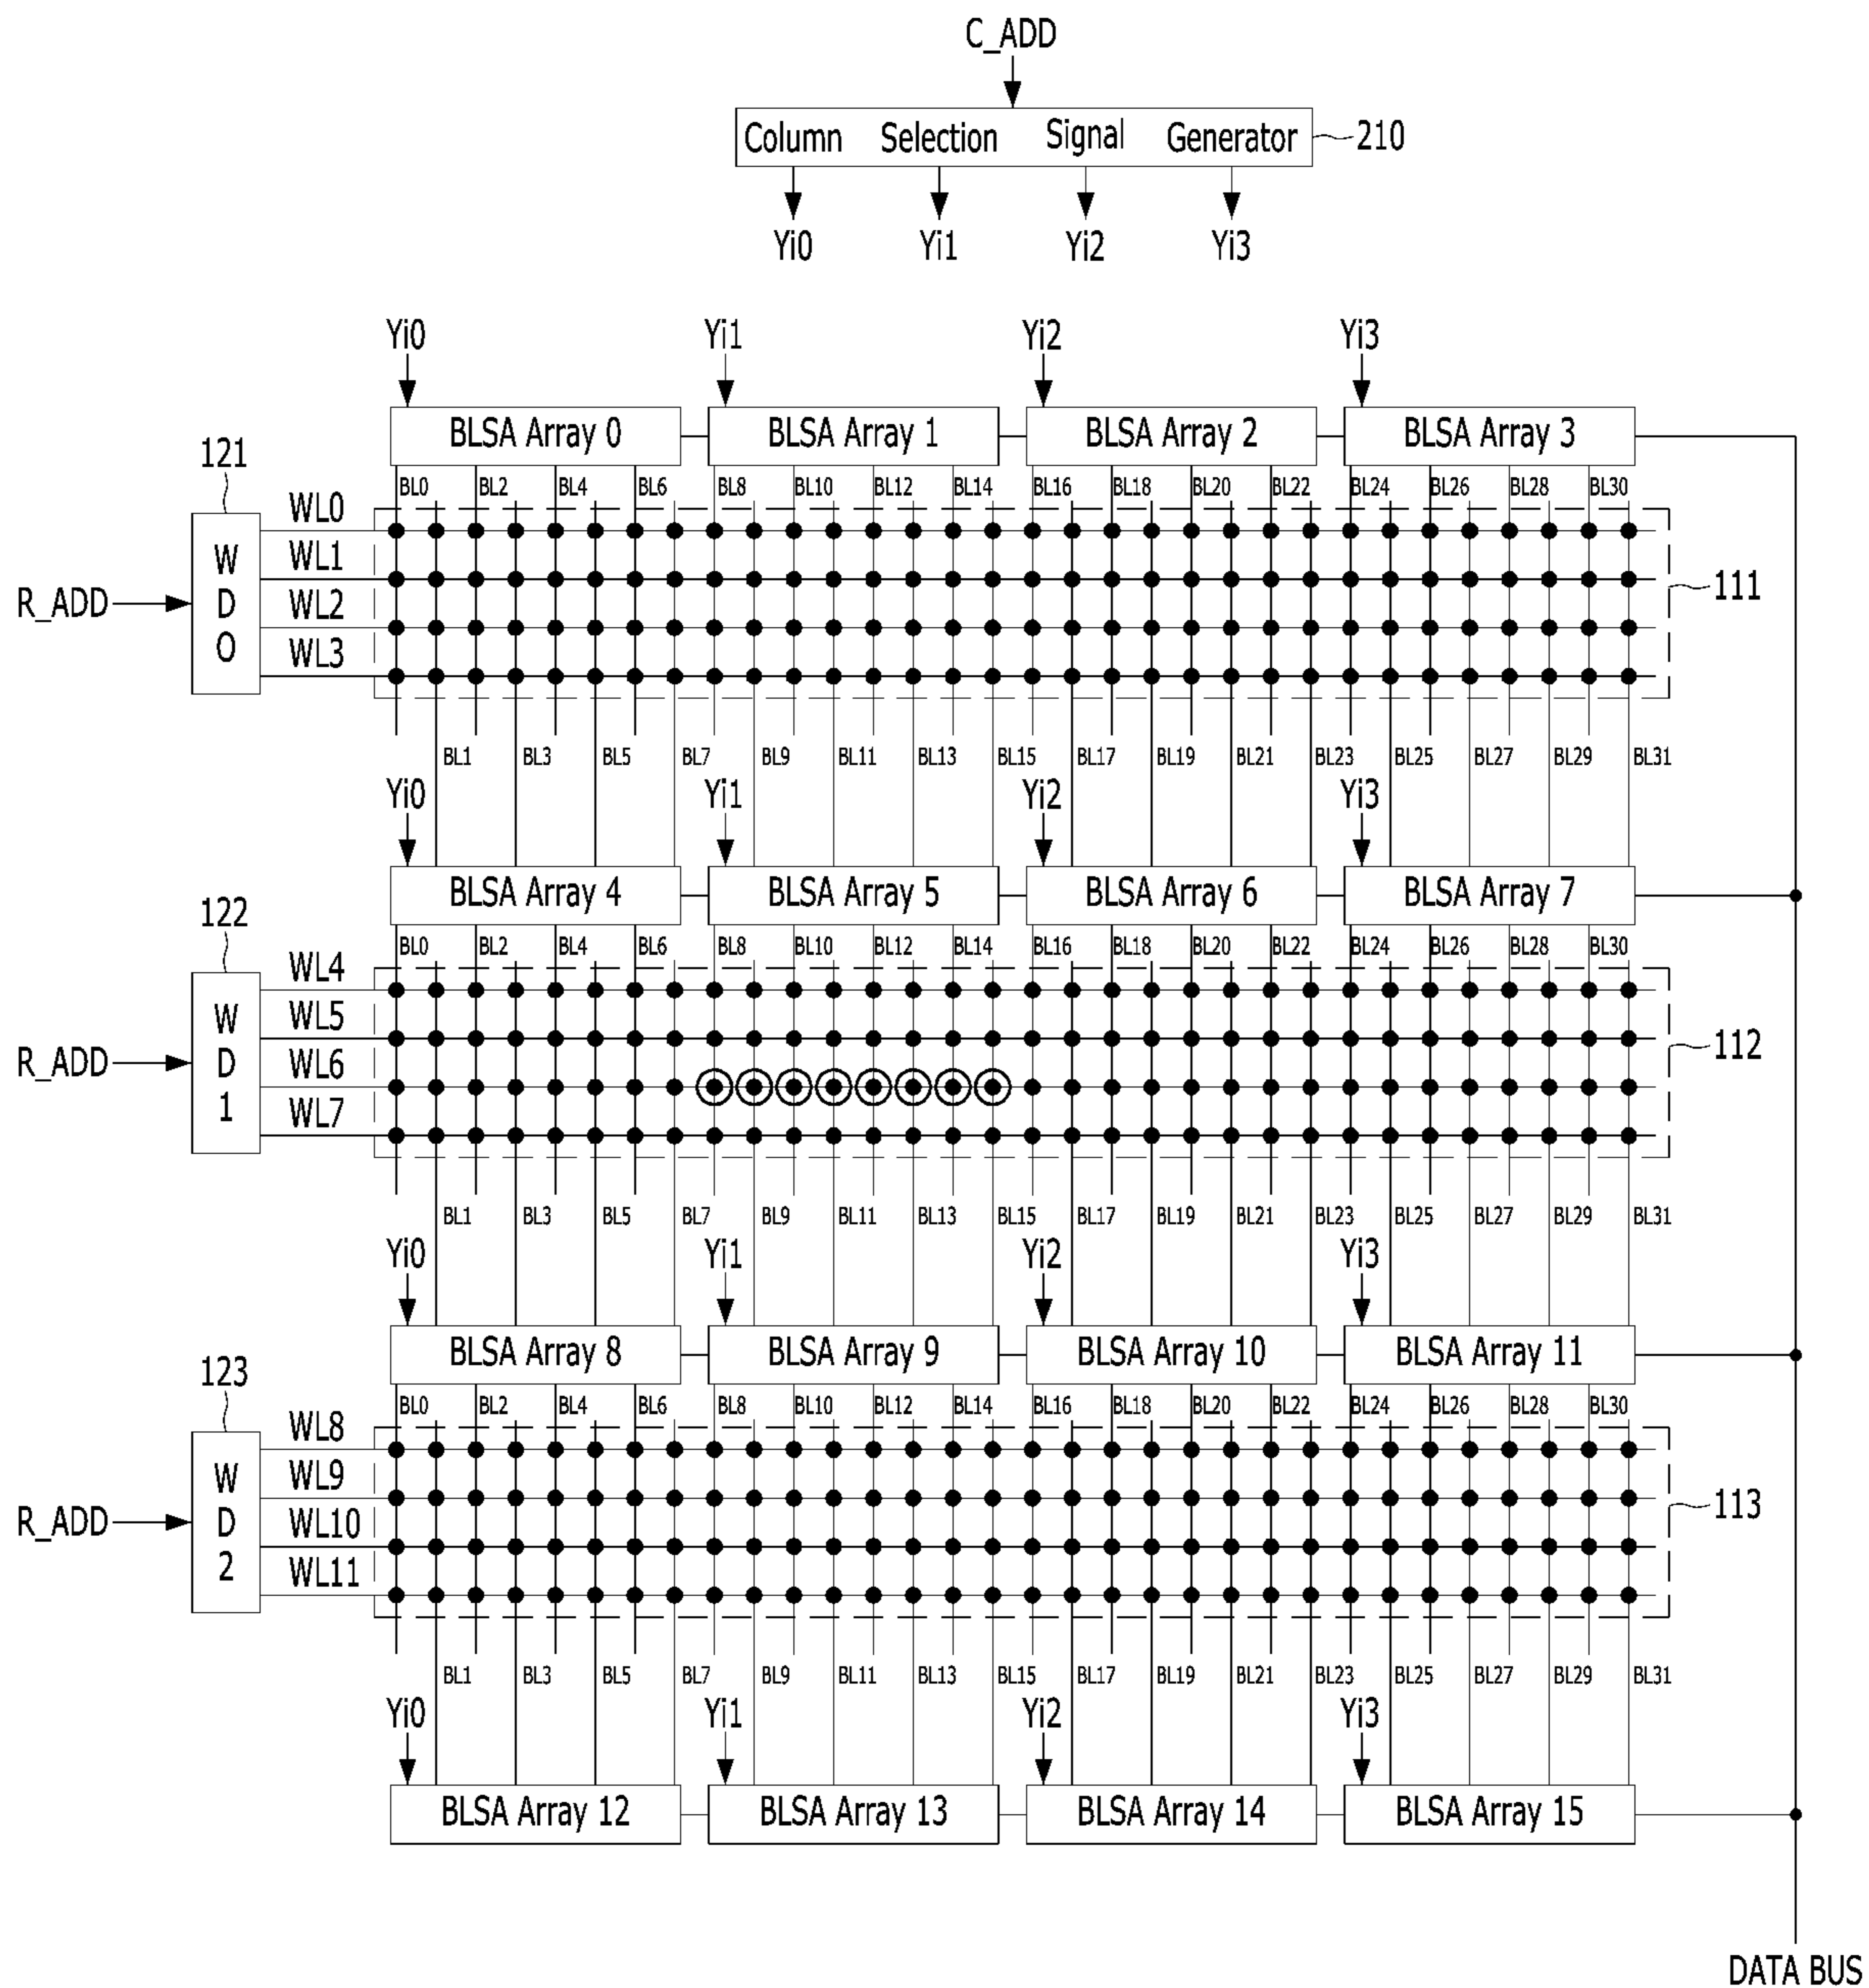 C_ADD
Column Selection Signal Generator
210
Yi0 Yi1 Yi2 Yi3
Yi0 Yi1 Yi2 Yi3
BLSA Array 0 BLSA Array 1 BLSA Array 2 BLSA Array 3
121
BL0 BL2 BL4 BL6 BL8 BL10 BL12 BL14 BL16 BL18 BL20 BL22 BL24 BL26 BL28 BL30
WL0
WL1
WL2
WL3
W
D
0
R_ADD
111
BL1 BL3 BL5 BL7 BL9 BL11 BL13 BL15 BL17 BL19 BL21 BL23 BL25 BL27 BL29 BL31
Yi0 Yi1 Yi2 Yi3
BLSA Array 4 BLSA Array 5 BLSA Array 6 BLSA Array 7
122
BL0 BL2 BL4 BL6 BL8 BL10 BL12 BL14 BL16 BL18 BL20 BL22 BL24 BL26 BL28 BL30
WL4
WL5
WL6
WL7
W
D
1
R_ADD
112
BL1 BL3 BL5 BL7 BL9 BL11 BL13 BL15 BL17 BL19 BL21 BL23 BL25 BL27 BL29 BL31
Yi0 Yi1 Yi2 Yi3
BLSA Array 8 BLSA Array 9 BLSA Array 10 BLSA Array 11
123
BL0 BL2 BL4 BL6 BL8 BL10 BL12 BL14 BL16 BL18 BL20 BL22 BL24 BL26 BL28 BL30
WL8
WL9
WL10
WL11
W
D
2
R_ADD
113
BL1 BL3 BL5 BL7 BL9 BL11 BL13 BL15 BL17 BL19 BL21 BL23 BL25 BL27 BL29 BL31
Yi0 Yi1 Yi2 Yi3
BLSA Array 12 BLSA Array 13 BLSA Array 14 BLSA Array 15
DATA BUS